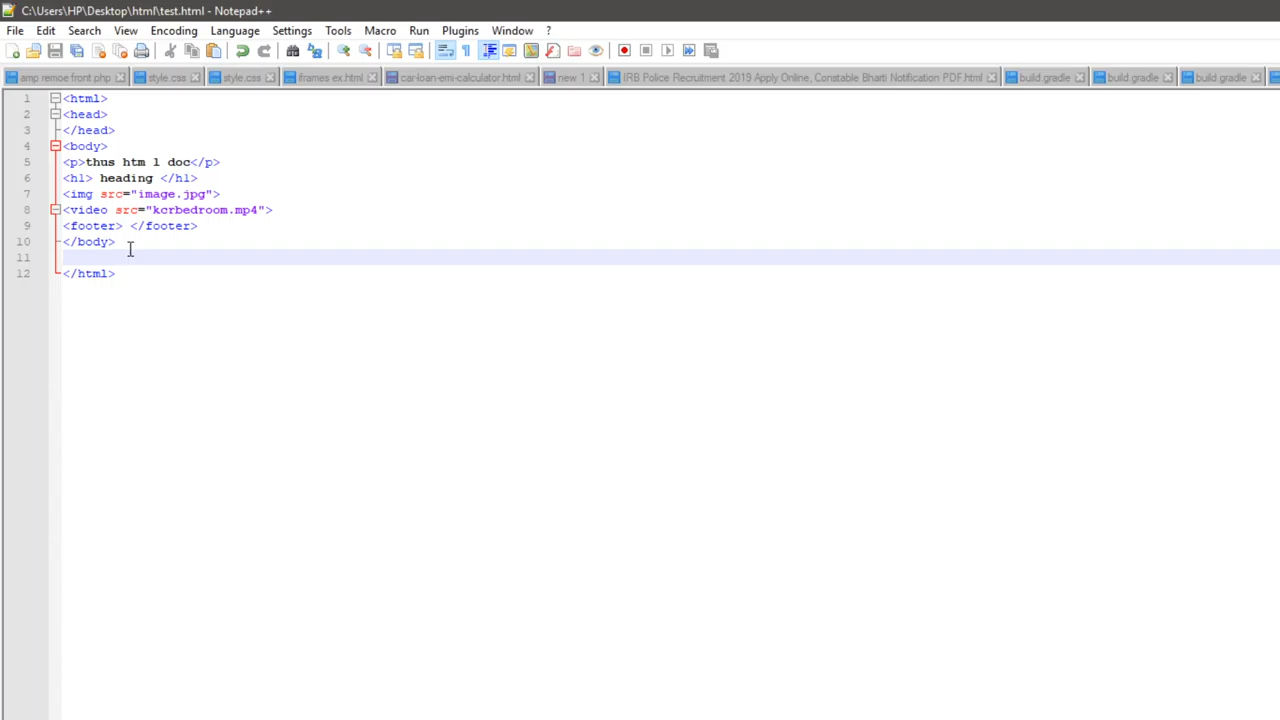 C:\Users\HP\Desktop\html\test.html - Notepad++
File Edit Search View Encoding Language Settings Tools Macro Run Plugins Window ?
amp remoe front.php style.css style.css iframes ex.html car-loan-emi-calculator.html new 1 IRB Police Recruitment 2019 Apply Online, Constable Bharti Notification PDF.html build.gradle build.gradle build.gradle
1 <html>
2 <head>
3 </head>
4 <body>
5 <p>thus htm l doc</p>
6 <h1> heading </h1>
7 <img src="image.jpg">
8 <video src="kcrbedroom.mp4">
9 <footer> </footer>
10 </body>
11
12 </html>